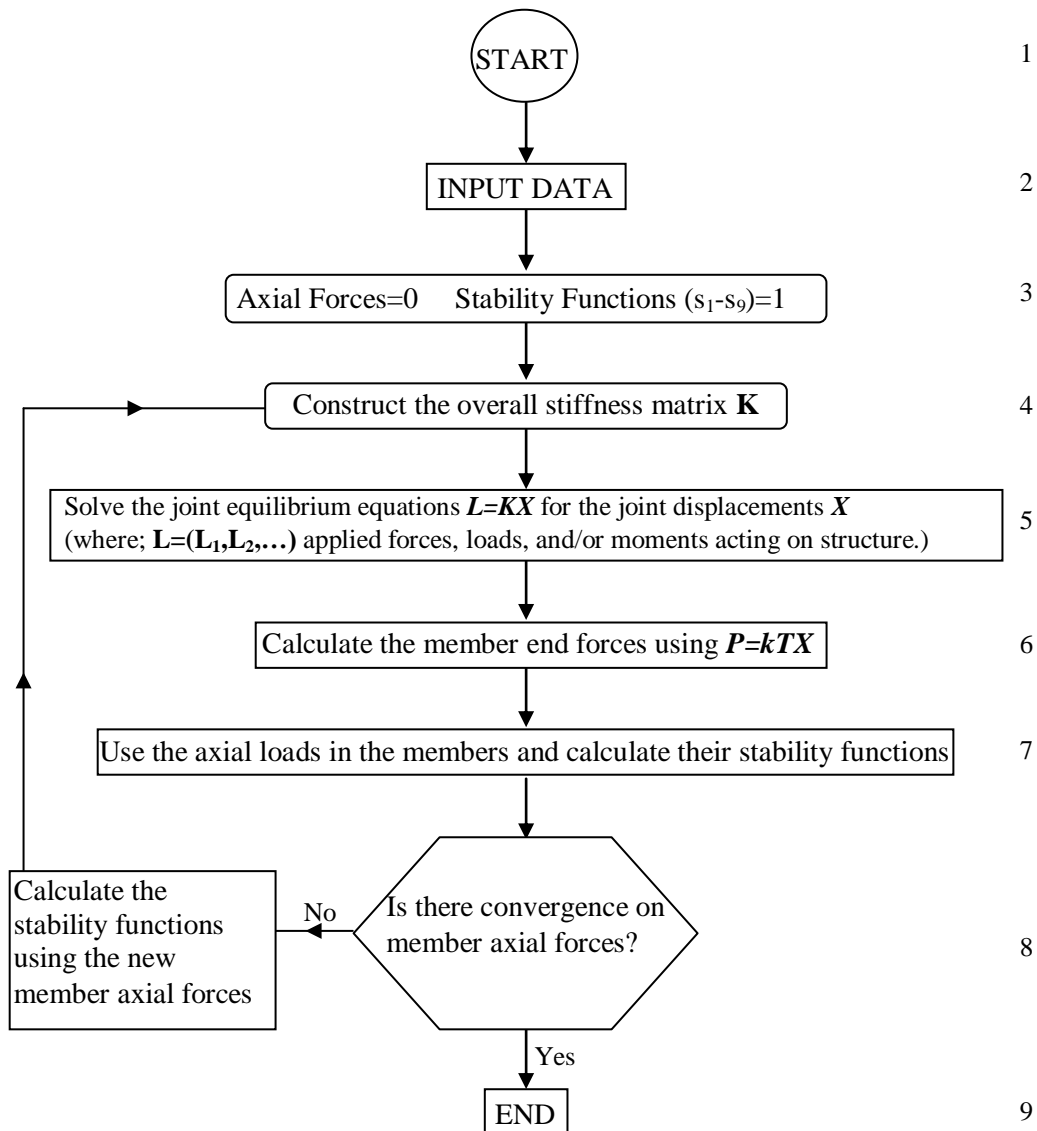 START 1
INPUT DATA 2
Axial Forces=0 Stability Functions (s₁-s₉)=1 3
Construct the overall stiffness matrix K 4
Solve the joint equilibrium equations L=KX for the joint displacements X
(where; L=(L₁,L₂,…) applied forces, loads, and/or moments acting on structure.) 5
Calculate the member end forces using P=kTX 6
Use the axial loads in the members and calculate their stability functions 7
Is there convergence on
member axial forces? 8
No
Calculate the
stability functions
using the new
member axial forces
Yes
END 9